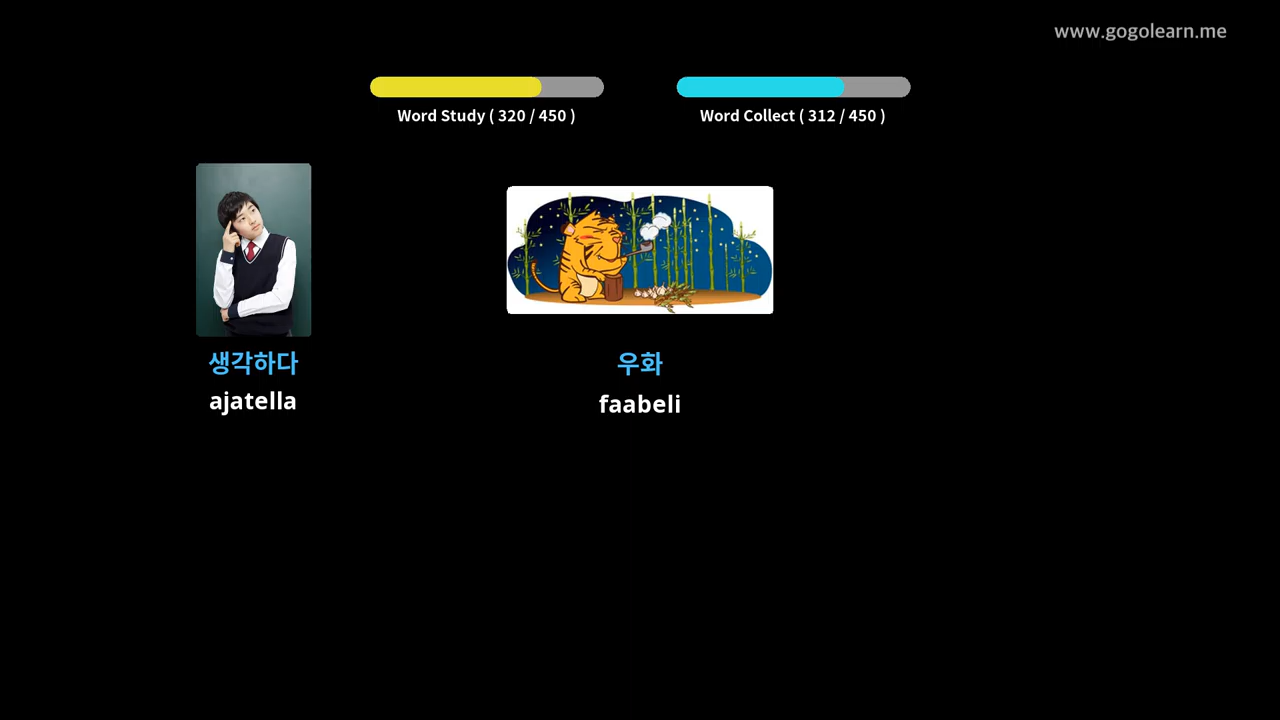 www.gogolearn.me
Word Study ( 320 / 450 )
Word Collect ( 312 / 450 )
생각하다
ajatella
우화
faabeli